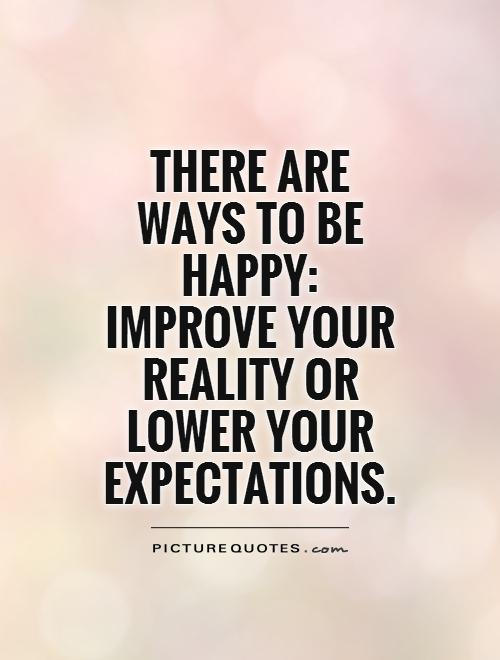 THERE ARE
WAYS TO BE
HAPPY:
IMPROVE YOUR
REALITY OR
LOWER YOUR
EXPECTATIONS.
PICTUREQUOTES.com